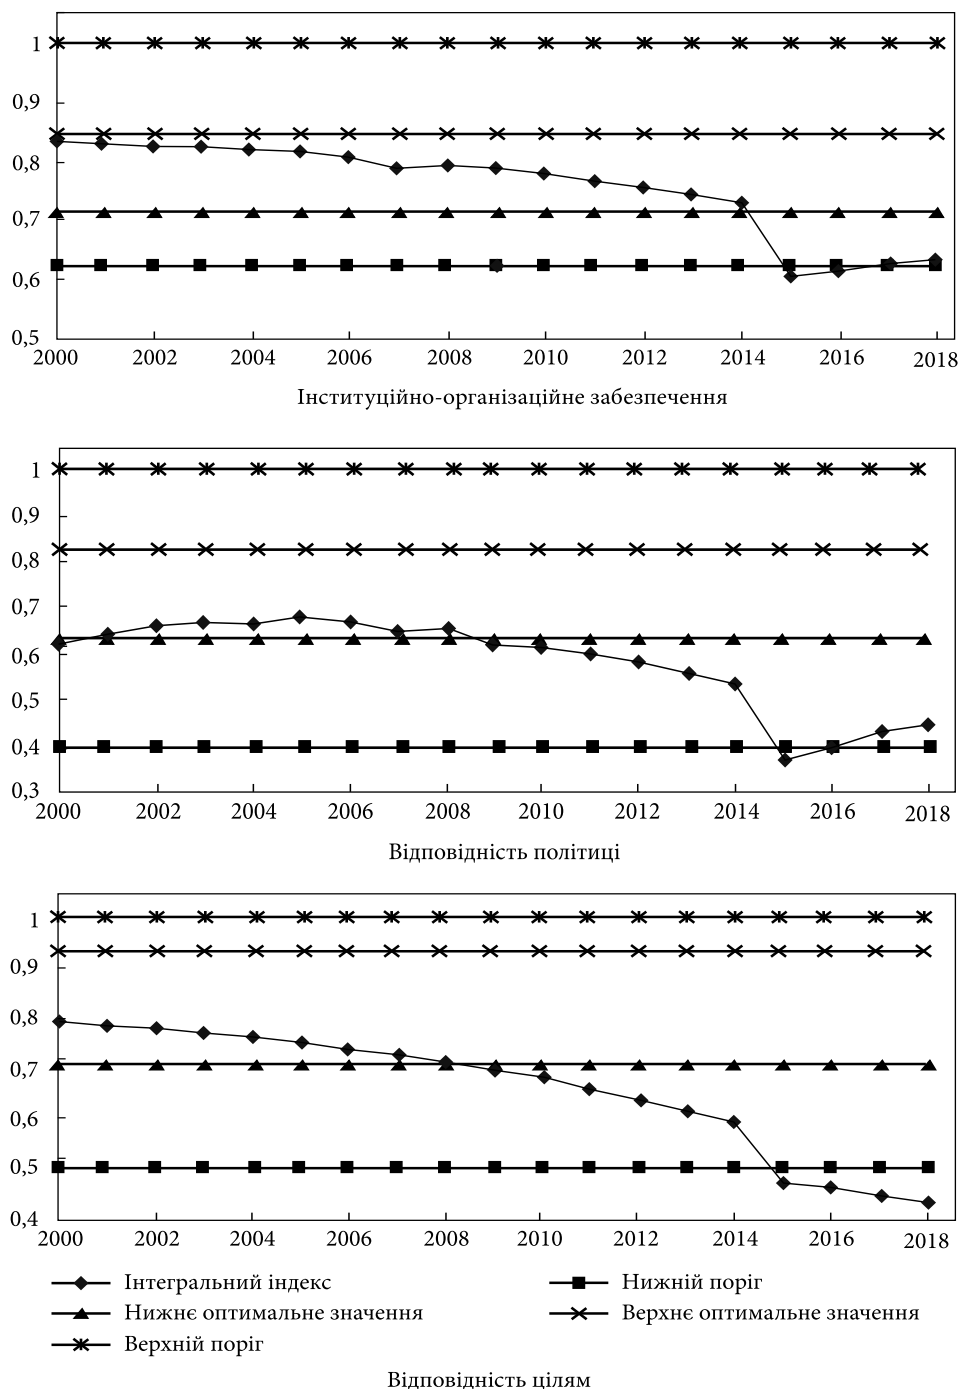 1
0,9
0,8
0,7
0,6
0,5
2000 2002 2004 2006 2008 2010 2012 2014 2016 2018
Інституційно-організаційне забезпечення
1
0,9
0,8
0,7
0,6
0,5
0,4
0,3
2000 2002 2004 2006 2008 2010 2012 2014 2016 2018
Відповідність політиці
1
0,9
0,8
0,7
0,6
0,5
0,4
2000 2002 2004 2006 2008 2010 2012 2014 2016 2018
Інтегральний індекс Нижній поріг
Нижнє оптимальне значення Верхнє оптимальне значення
Верхній поріг
Відповідність цілям